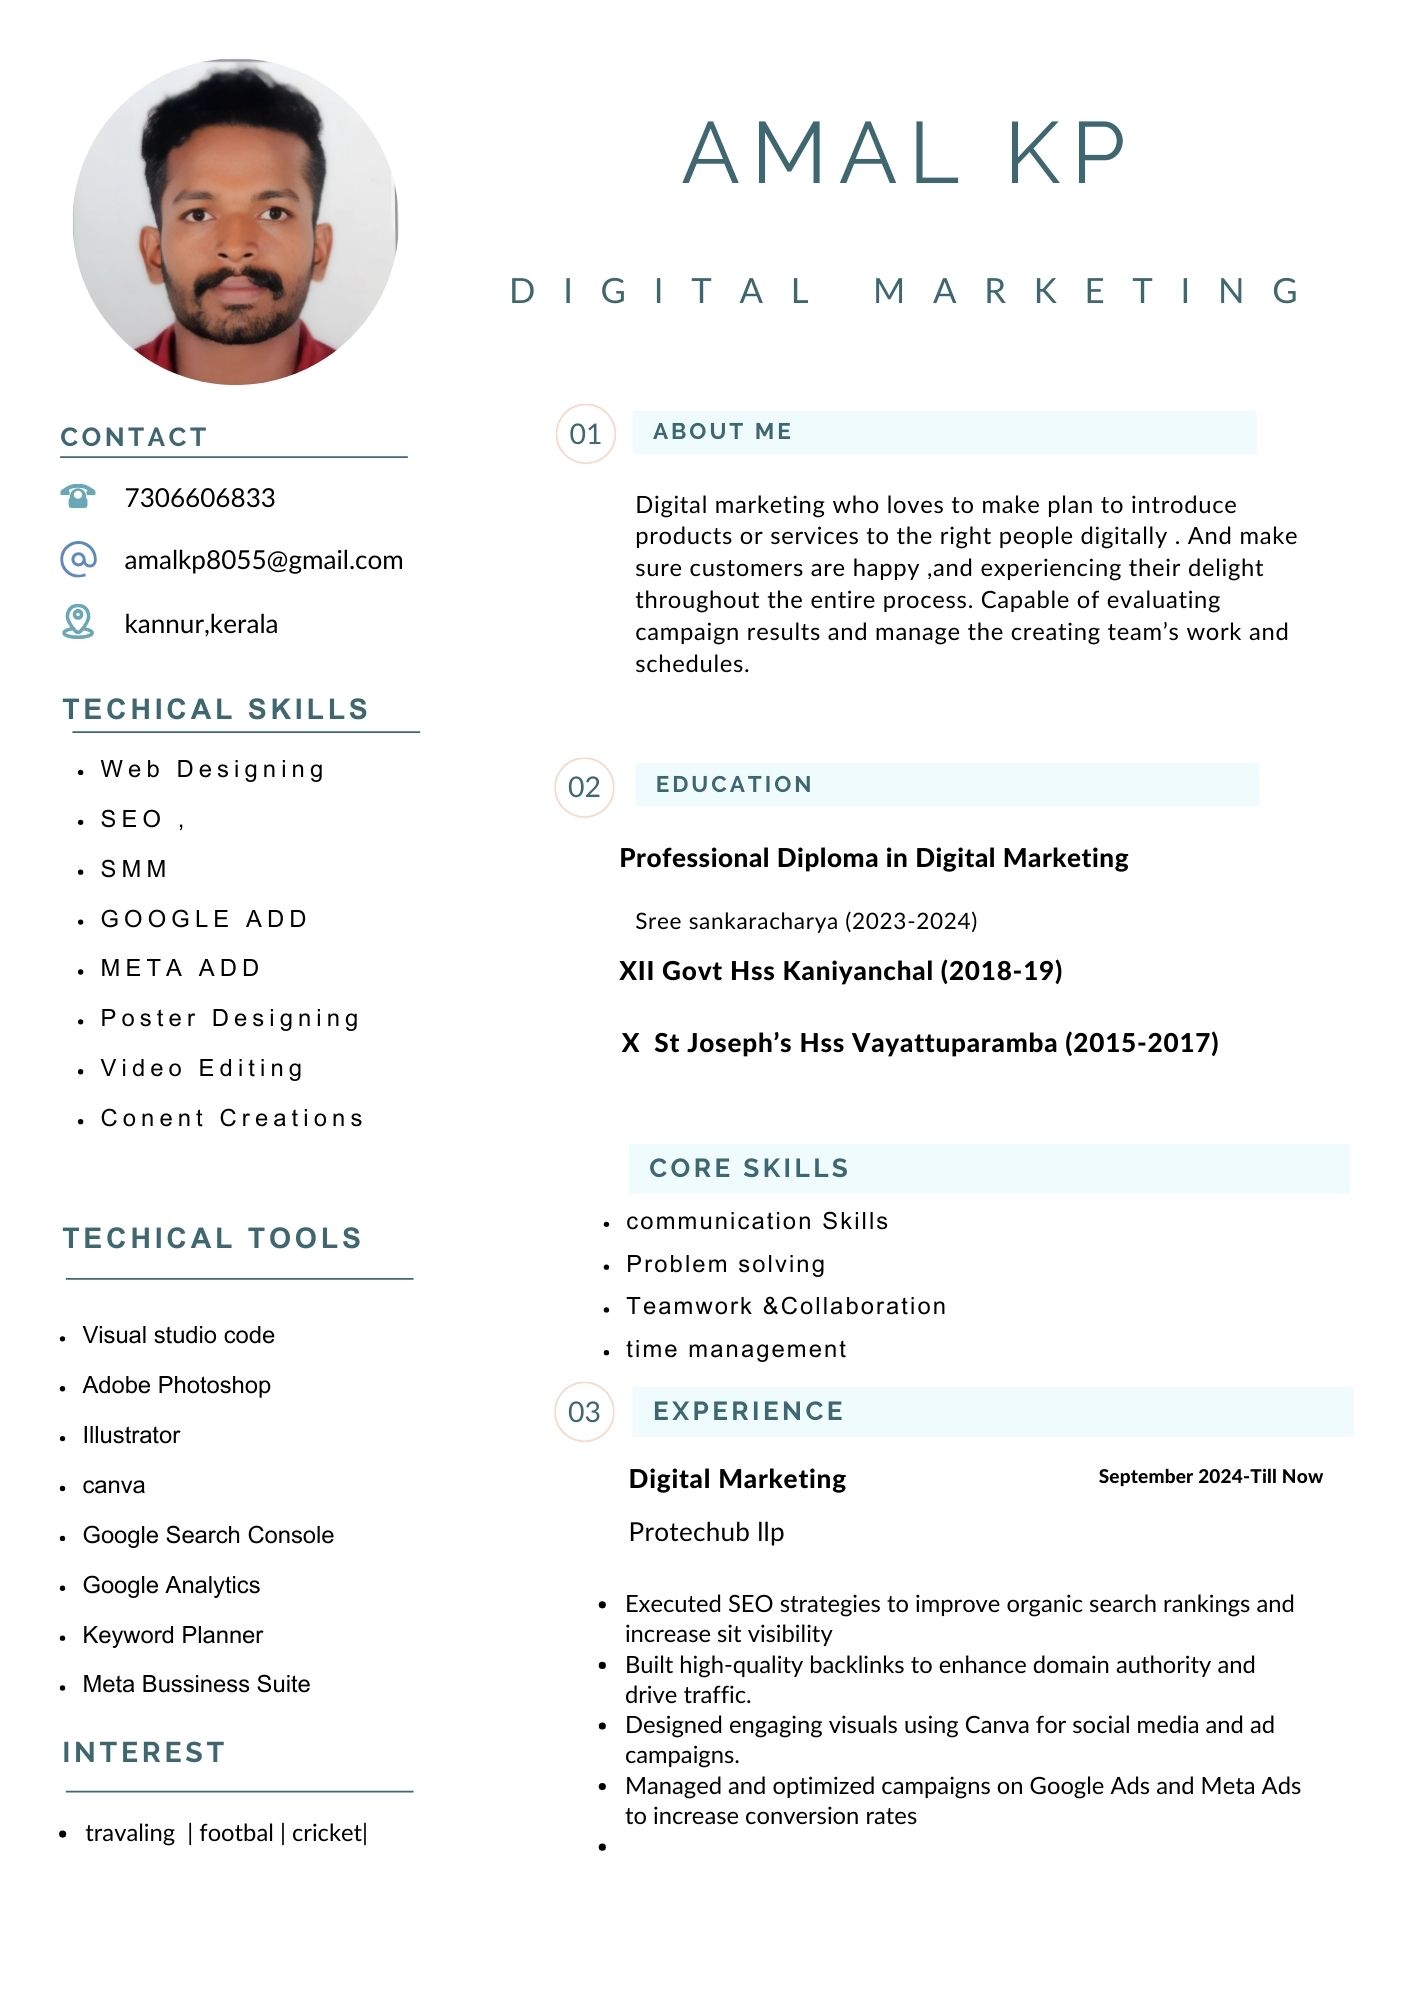 AMAL KP
DIGITAL MARKETING
CONTACT
7306606833
amalkp8055@gmail.com
kannur,kerala
TECHICAL SKILLS
• Web Designing
• SEO ,
• SMM
• GOOGLE ADD
• META ADD
• Poster Designing
• Video Editing
• Conent Creations
TECHICAL TOOLS
• Visual studio code
• Adobe Photoshop
• Illustrator
• canva
• Google Search Console
• Google Analytics
• Keyword Planner
• Meta Bussiness Suite
INTEREST
• travaling | footbal | cricket|
01 ABOUT ME
Digital marketing who loves to make plan to introduce
products or services to the right people digitally . And make
sure customers are happy ,and experiencing their delight
throughout the entire process. Capable of evaluating
campaign results and manage the creating team’s work and
schedules.
02 EDUCATION
Professional Diploma in Digital Marketing
Sree sankaracharya (2023-2024)
XII Govt Hss Kaniyanchal (2018-19)
X St Joseph’s Hss Vayattuparamba (2015-2017)
CORE SKILLS
• communication Skills
• Problem solving
• Teamwork &Collaboration
• time management
03 EXPERIENCE
Digital Marketing September 2024-Till Now
Protechub llp
• Executed SEO strategies to improve organic search rankings and
increase sit visibility
• Built high-quality backlinks to enhance domain authority and
drive traffic.
• Designed engaging visuals using Canva for social media and ad
campaigns.
• Managed and optimized campaigns on Google Ads and Meta Ads
to increase conversion rates
•